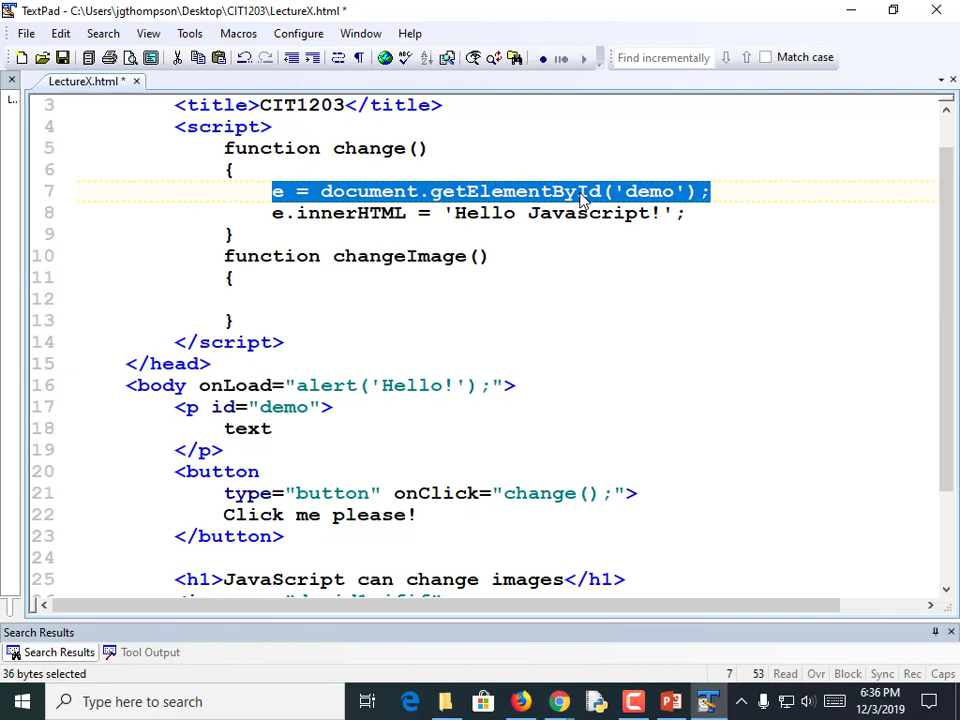 TextPad - C:\Users\jgthompson\Desktop\CIT1203\LectureX.html *
File Edit Search View Tools Macros Configure Window Help
Find incrementally Match case
LectureX.html *
L..
3 <title>CIT1203</title>
4 <script>
5 function change()
6 {
7 e = document.getElementById('demo');
8 e.innerHTML = 'Hello Javascript!';
9 }
10 function changeImage()
11 {
12
13 }
14 </script>
15 </head>
16 <body onLoad="alert('Hello!');">
17 <p id="demo">
18 text
19 </p>
20 <button
21 type="button" onClick="change();">
22 Click me please!
23 </button>
24
25 <h1>JavaScript can change images</h1>
Search Results
Search Results Tool Output
36 bytes selected 7 53 Read Ovr Block Sync Rec Caps
Type here to search
6:36 PM
12/3/2019